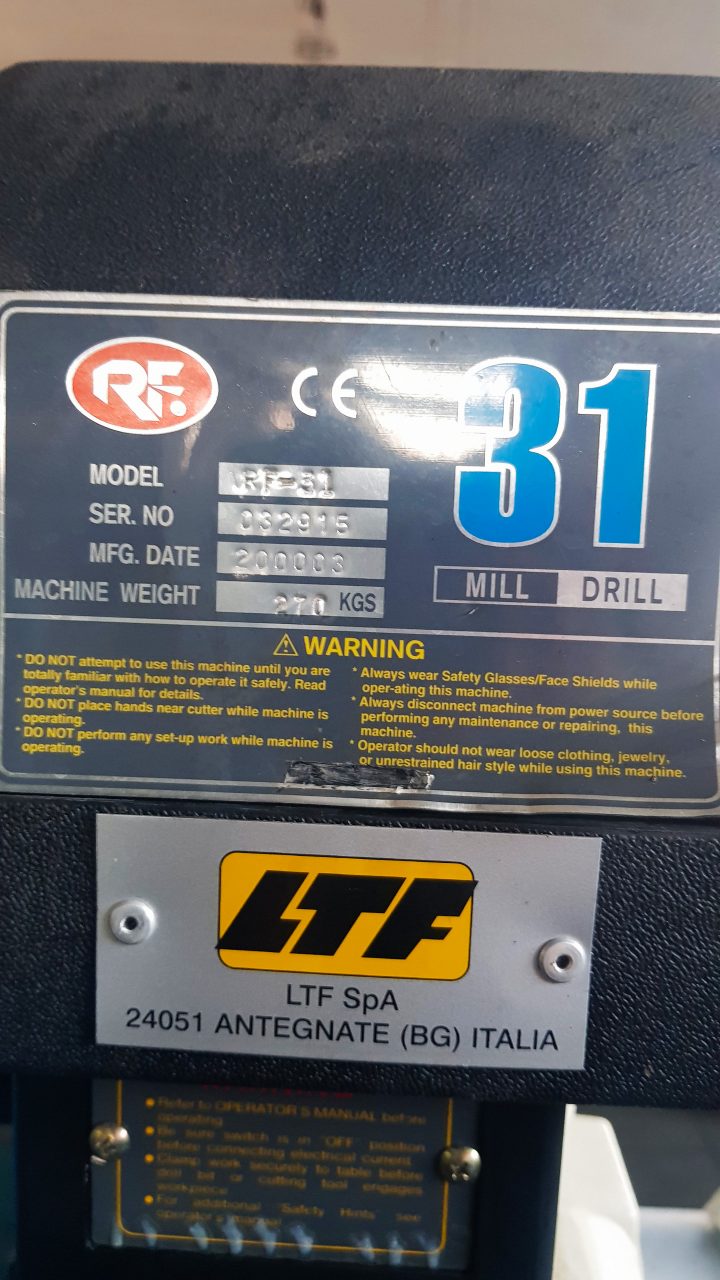 RF.
CE
31
MODEL RF-31
SER. NO 032915
MFG. DATE 200003
MACHINE WEIGHT 270 KGS
MILL DRILL
⚠ WARNING
* DO NOT attempt to use this machine until you are
totally familiar with how to operate it safely. Read
operator's manual for details.
* DO NOT place hands near cutter while machine is
operating.
* DO NOT perform any set-up work while machine is
operating.
* Always wear Safety Glasses/Face Shields while
oper-ating this machine.
* Always disconnect machine from power source before
performing any maintenance or repairing, this
machine.
* Operator should not wear loose clothing, jewelry,
or unrestrained hair style while using this machine.
LTF
LTF SpA
24051 ANTEGNATE (BG) ITALIA
● Refer to OPERATOR'S MANUAL before
operating
● Be sure switch is in "OFF" position
before connecting electrical current
● Clamp work securely to table before
drill bit or cutting tool engages
workpiece
● For additional "Safety Hints" see
operator's manual